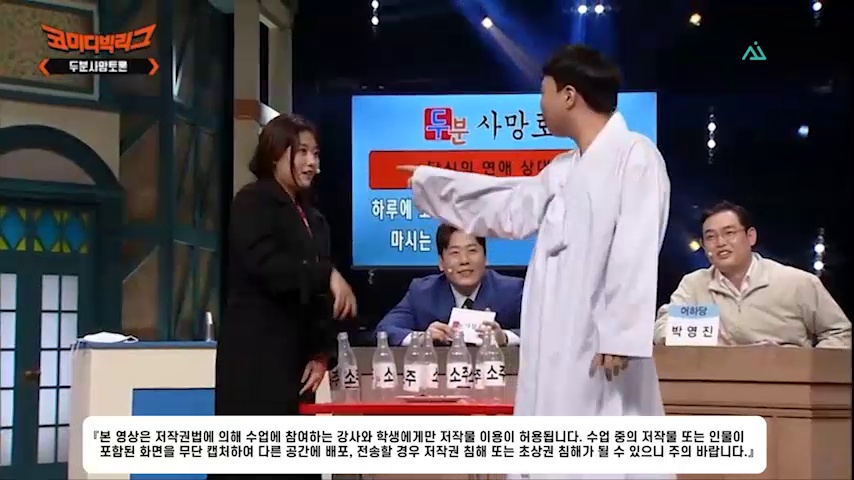 코미디빅리그
두분사망토론
두분 사망토
당신의 연애 상대
하루에 소
마시는
어하당
박영진
주 소 주 소 소주 소주
『본 영상은 저작권법에 의해 수업에 참여하는 강사와 학생에게만 저작물 이용이 허용됩니다. 수업 중의 저작물 또는 인물이
포함된 화면을 무단 캡처하여 다른 공간에 배포, 전송할 경우 저작권 침해 또는 초상권 침해가 될 수 있으니 주의 바랍니다.』